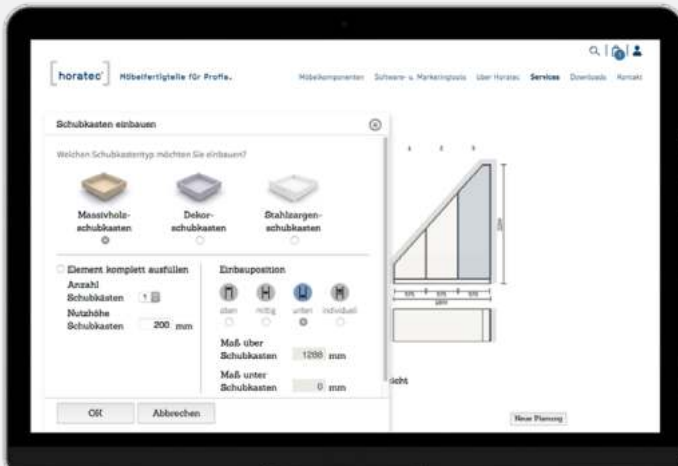 horatec
Möbelfertigteile für Profis.
Möbelkomponenten Software- u. Marketingtools Über Horatec Services Downloads Kontakt
Schubkasten einbauen
Welchen Schubkastentyp möchten Sie einbauen?
Massivholz-
schubkasten
Dekor-
schubkasten
Stahlzargen-
schubkasten
Element komplett ausfüllen
Anzahl
Schubkästen 1
Nutzhöhe
Schubkasten 200 mm
Einbauposition
oben mittig unten individuell
Maß über
Schubkasten 1288 mm
Maß unter
Schubkasten 0 mm
OK Abbrechen
sicht
Neue Planung